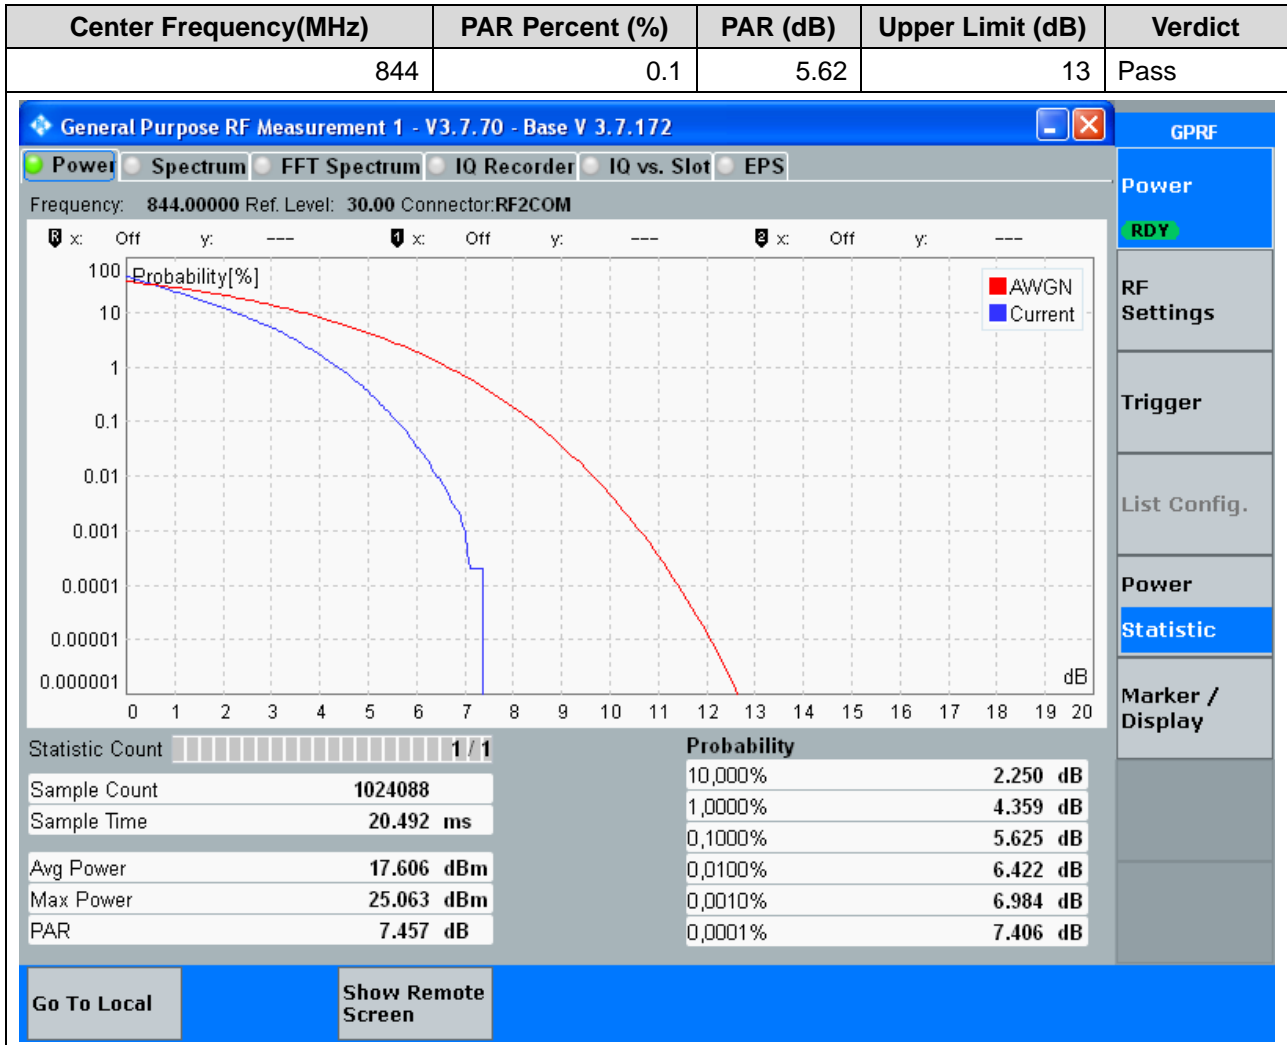 Center Frequency(MHz) PAR Percent (%) PAR (dB) Upper Limit (dB) Verdict
844 0.1 5.62 13 Pass
General Purpose RF Measurement 1 - V3.7.70 - Base V 3.7.172
GPRF
Power Spectrum FFT Spectrum IQ Recorder IQ vs. Slot EPS
Power
RDY
Frequency: 844.00000 Ref. Level: 30.00 Connector:RF2COM
R x: Off y: --- 1 x: Off y: --- 2 x: Off y: ---
Probability[%]
AWGN
Current
100
10
1
0.1
0.01
0.001
0.0001
0.00001
0.000001
dB
0 1 2 3 4 5 6 7 8 9 10 11 12 13 14 15 16 17 18 19 20
RF
Settings
Trigger
List Config.
Power
Statistic
Marker /
Display
Statistic Count 1 / 1
Sample Count 1024088
Sample Time 20.492 ms
Avg Power 17.606 dBm
Max Power 25.063 dBm
PAR 7.457 dB
Probability
10,000% 2.250 dB
1,0000% 4.359 dB
0,1000% 5.625 dB
0,0100% 6.422 dB
0,0010% 6.984 dB
0,0001% 7.406 dB
Go To Local
Show Remote
Screen